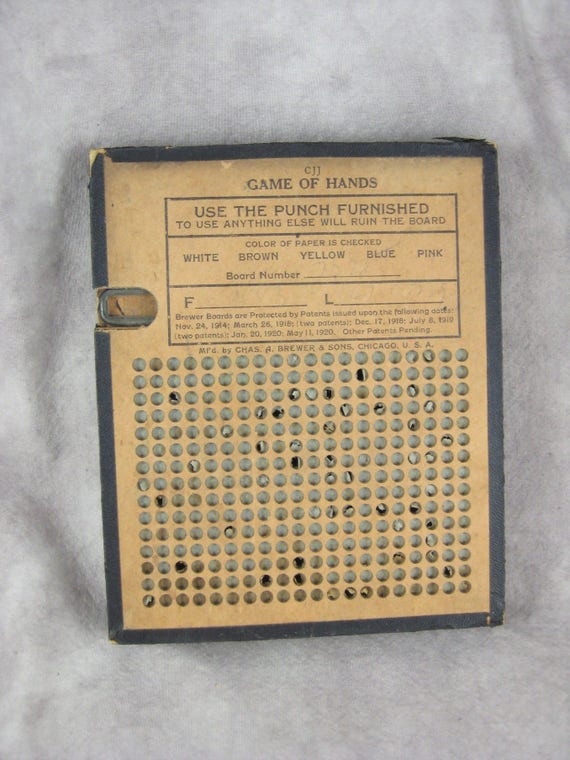 CJJ
GAME OF HANDS
USE THE PUNCH FURNISHED
TO USE ANYTHING ELSE WILL RUIN THE BOARD
COLOR OF PAPER IS CHECKED
WHITE BROWN YELLOW BLUE PINK
Board Number
F L
Brewer Boards are Protected by Patents issued upon the following dates:
Nov. 24, 1914; March 26, 1918; (two patents); Dec. 17, 1918; July 8, 1919
(two patents); Jan. 20, 1920; May 11, 1920. Other Patents Pending.
M'f'd. by CHAS. A. BREWER & SONS, CHICAGO, U. S. A.